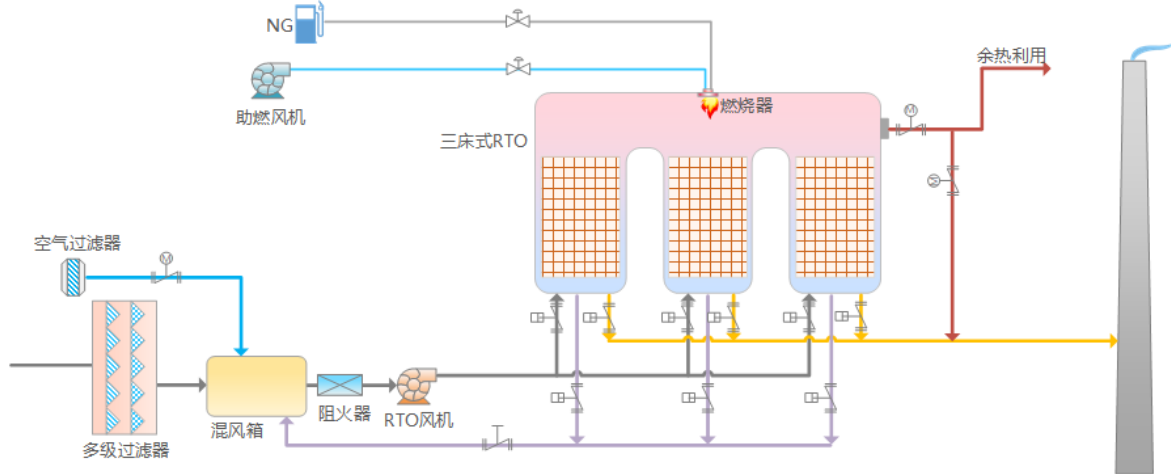 NG
余热利用
助燃风机
燃烧器
三床式RTO
M
M
空气过滤器
M
阻火器
RTO风机
混风箱
多级过滤器